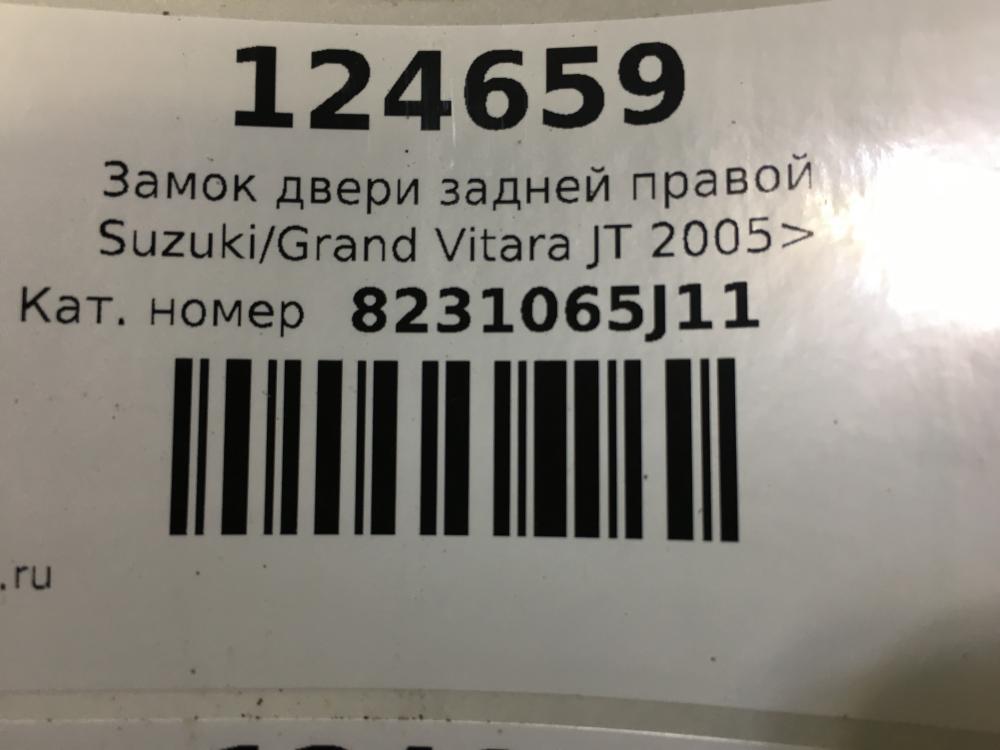 124659
Замок двери задней правой
Suzuki/Grand Vitara JT 2005>
Кат. номер 8231065J11
.ru